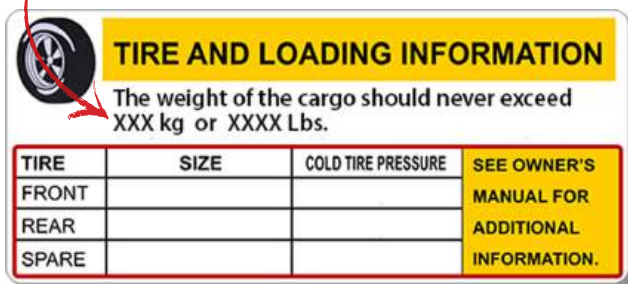 TIRE AND LOADING INFORMATION
The weight of the cargo should never exceed
XXX kg or XXXX Lbs.
TIRE SIZE COLD TIRE PRESSURE SEE OWNER'S
FRONT MANUAL FOR
REAR ADDITIONAL
SPARE INFORMATION.